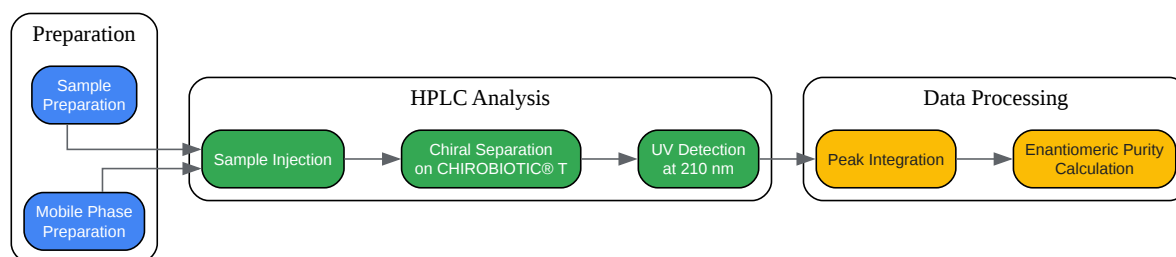 Preparation
Sample
Preparation
Mobile Phase
Preparation
HPLC Analysis
Sample Injection
Chiral Separation
on CHIROBIOTIC® T
UV Detection
at 210 nm
Data Processing
Peak Integration
Enantiomeric Purity
Calculation